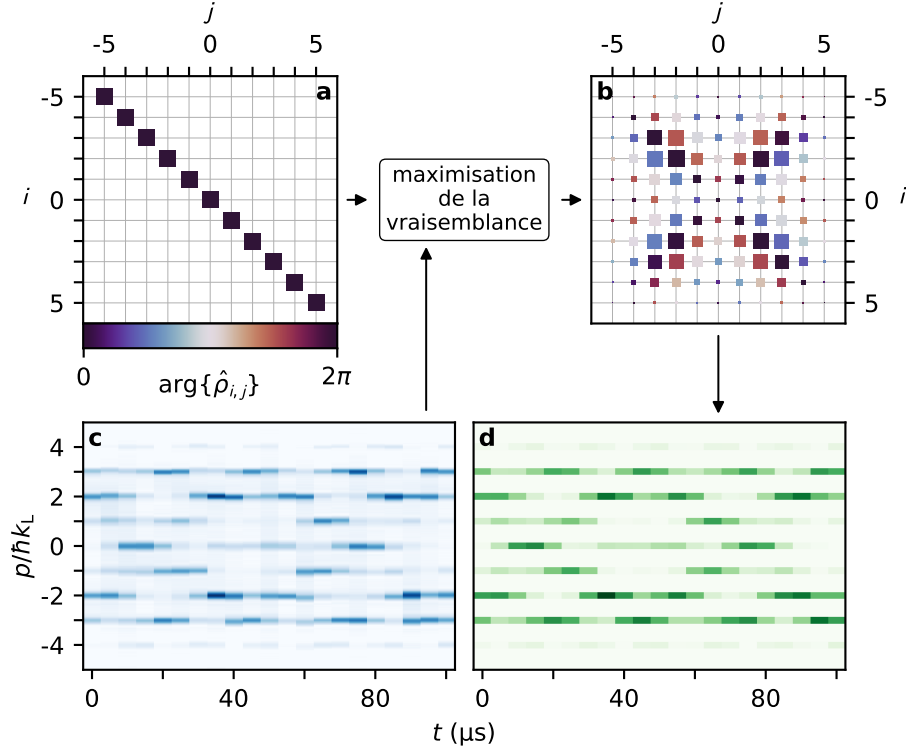 j
j
-5 0 5
-5 0 5
a
b
-5
0
5
i
-5
0
5
i
maximisation
de la
vraisemblance
0
2π
arg{ρ̂i,j}
c
d
4
2
0
-2
-4
p/ħkL
0 40 80
0 40 80
t (μs)